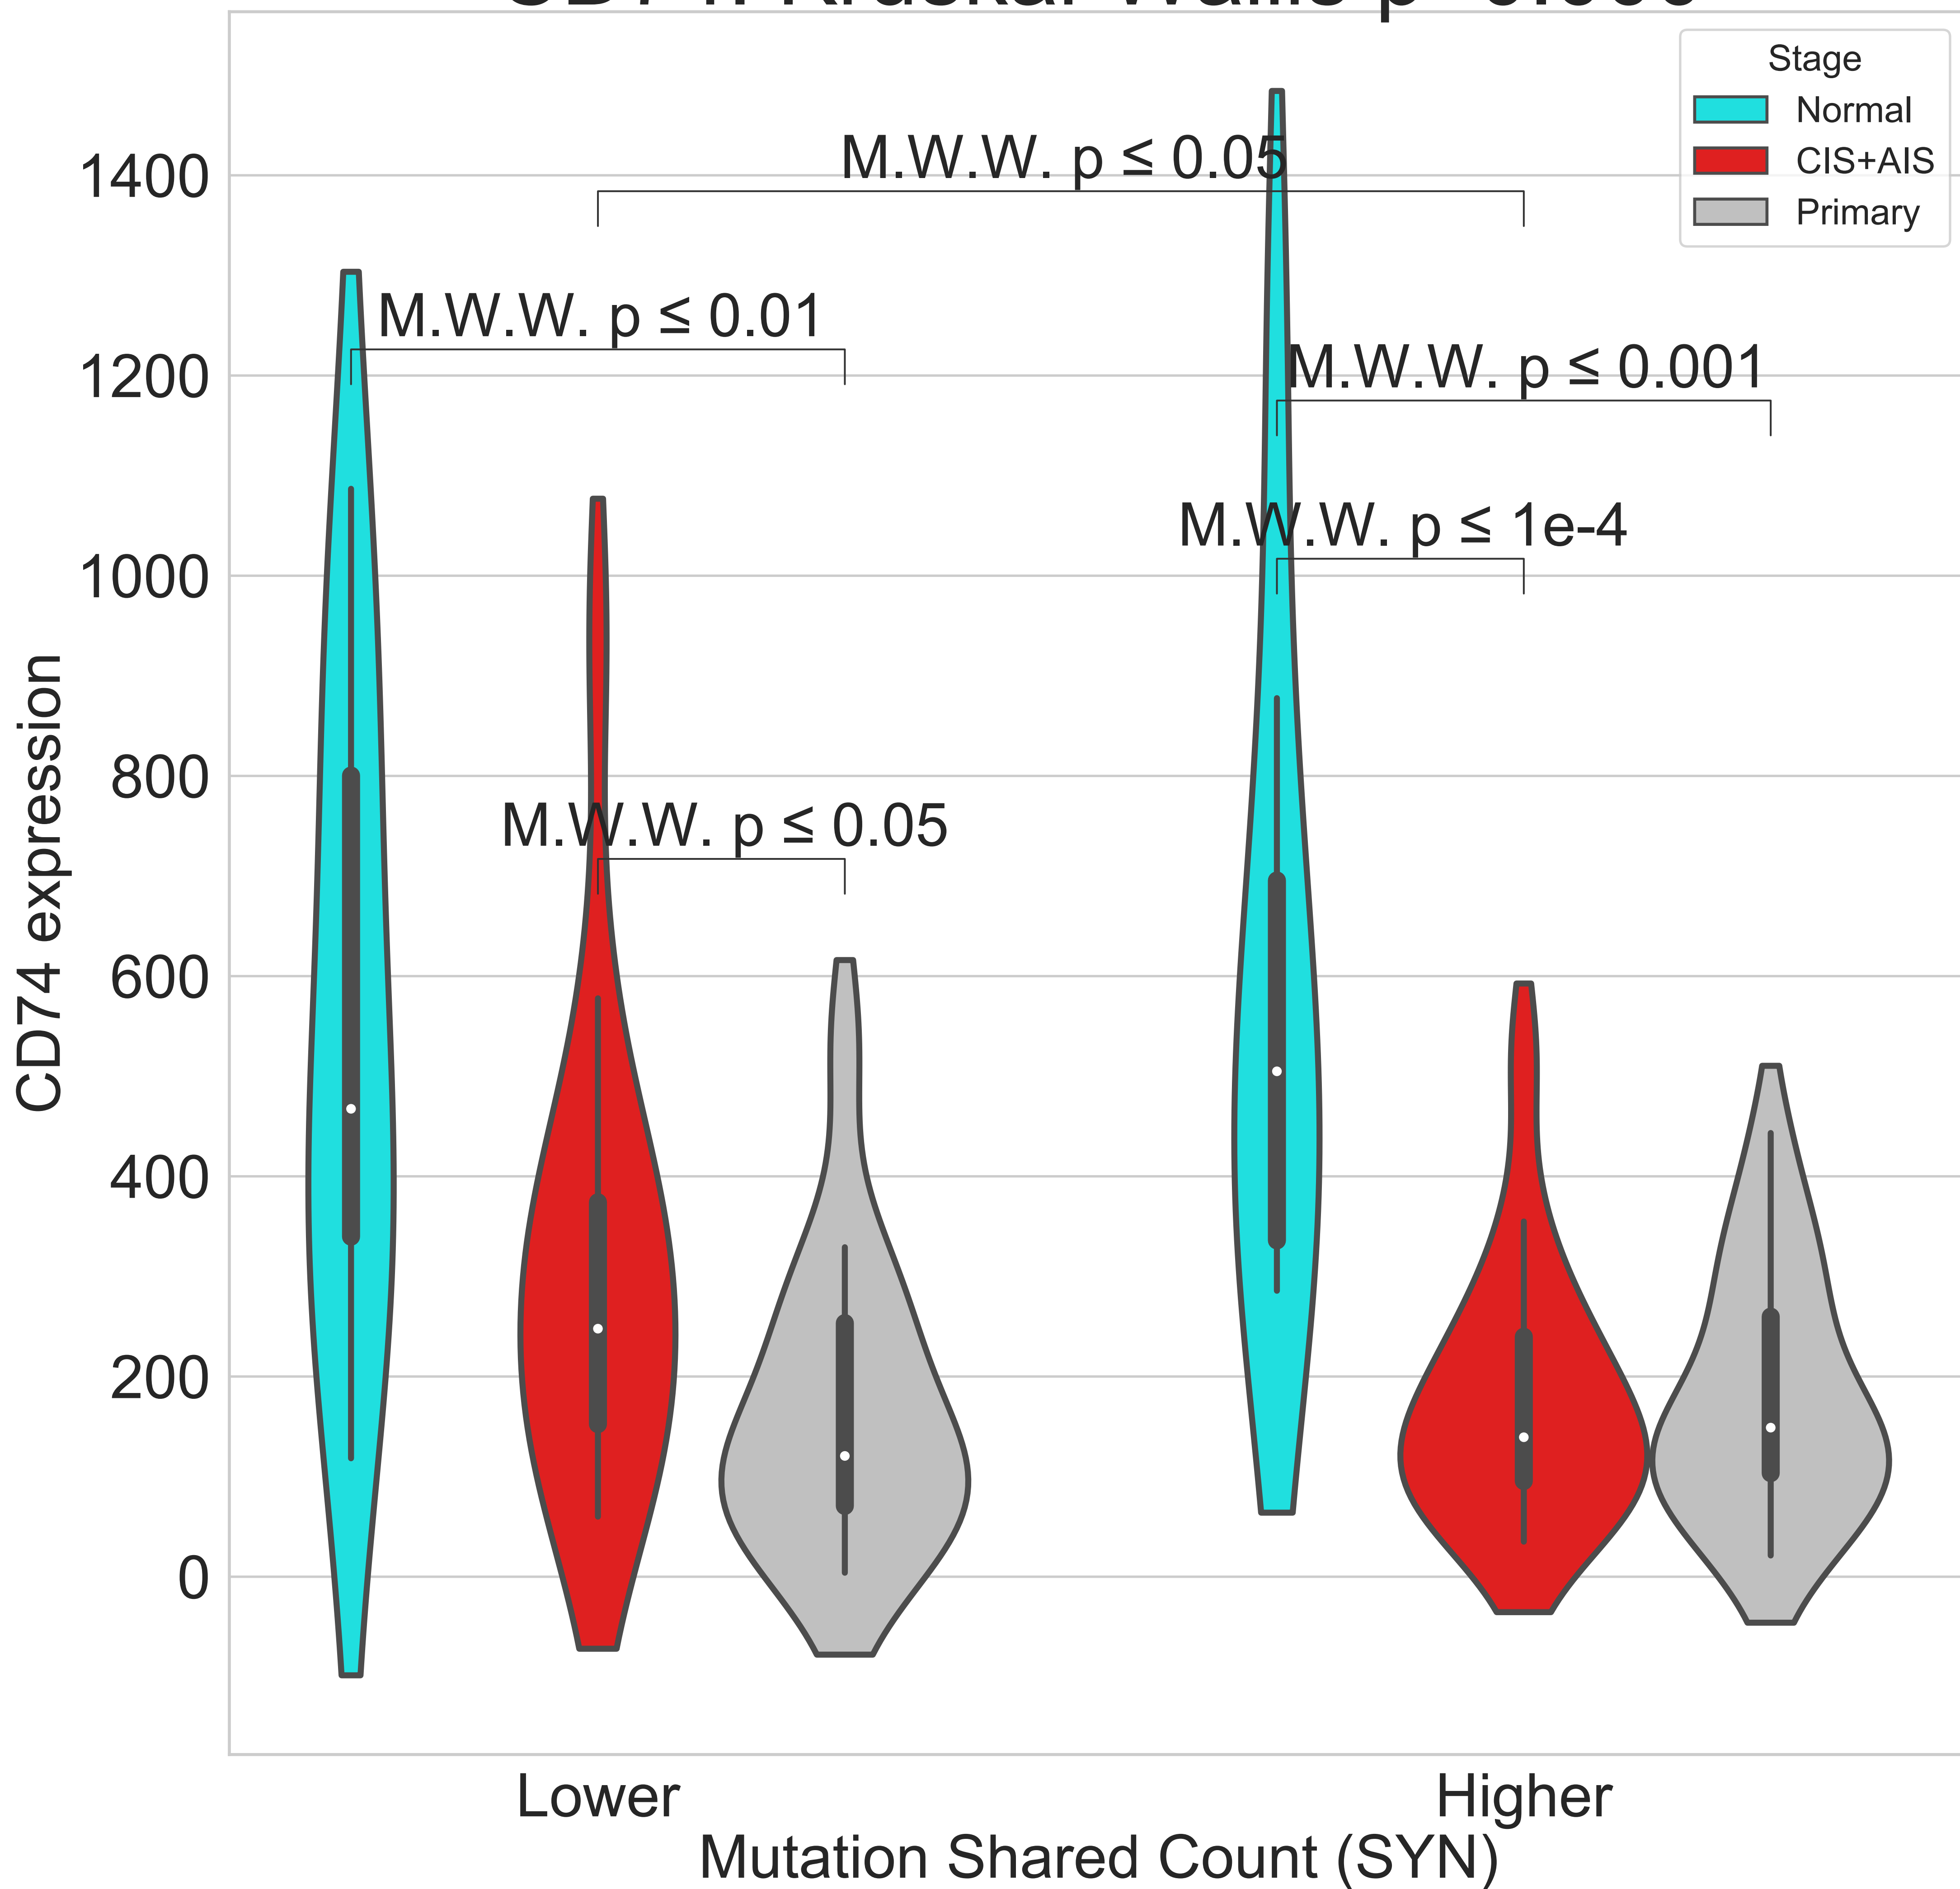 Stage
Normal
CIS+AIS
Primary
M.W.W. p ≤ 0.05
M.W.W. p ≤ 0.01
M.W.W. p ≤ 0.001
M.W.W. p ≤ 1e-4
M.W.W. p ≤ 0.05
CD74 expression
1400
1200
1000
800
600
400
200
0
Lower
Higher
Mutation Shared Count (SYN)